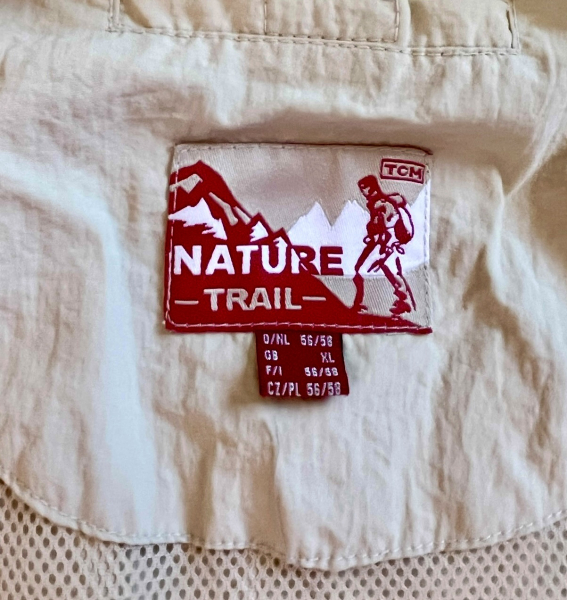 TCM
NATURE
—TRAIL—
D/NL 56/58
GB XL
F/I 56/58
CZ/PL 56/58